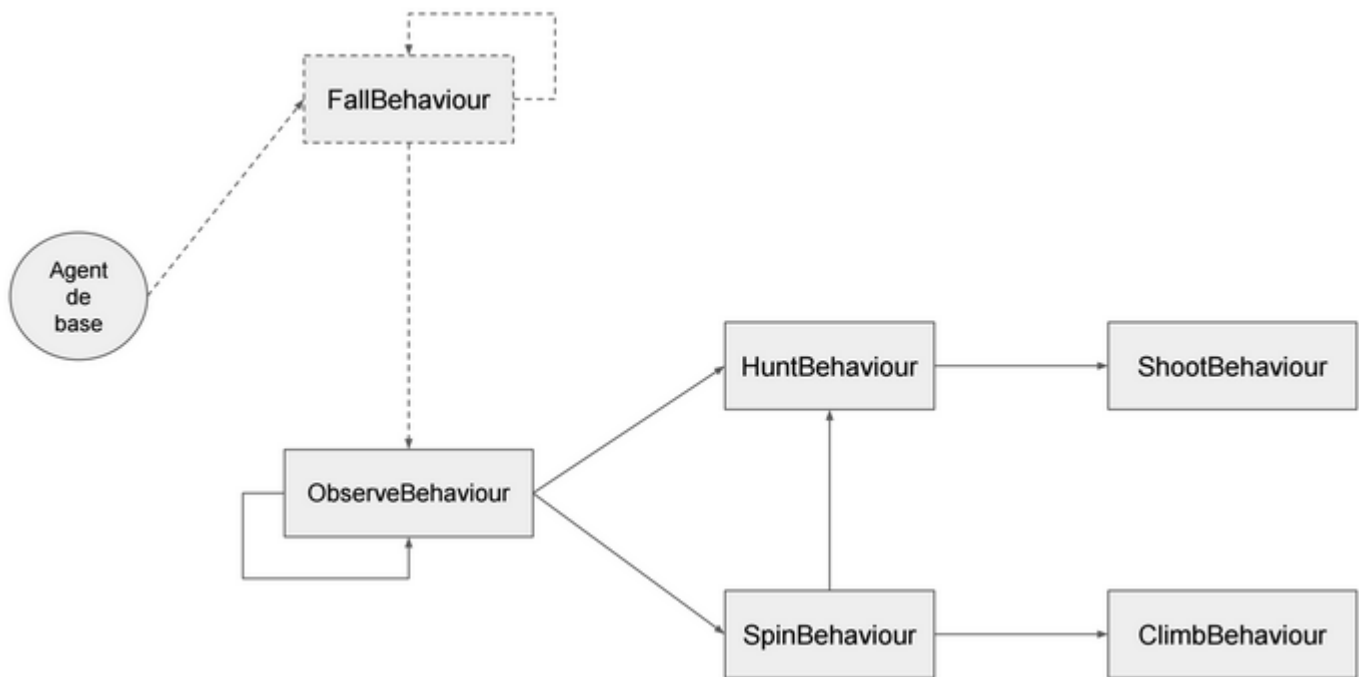 FallBehaviour
Agent
de
base
HuntBehaviour
ShootBehaviour
ObserveBehaviour
SpinBehaviour
ClimbBehaviour